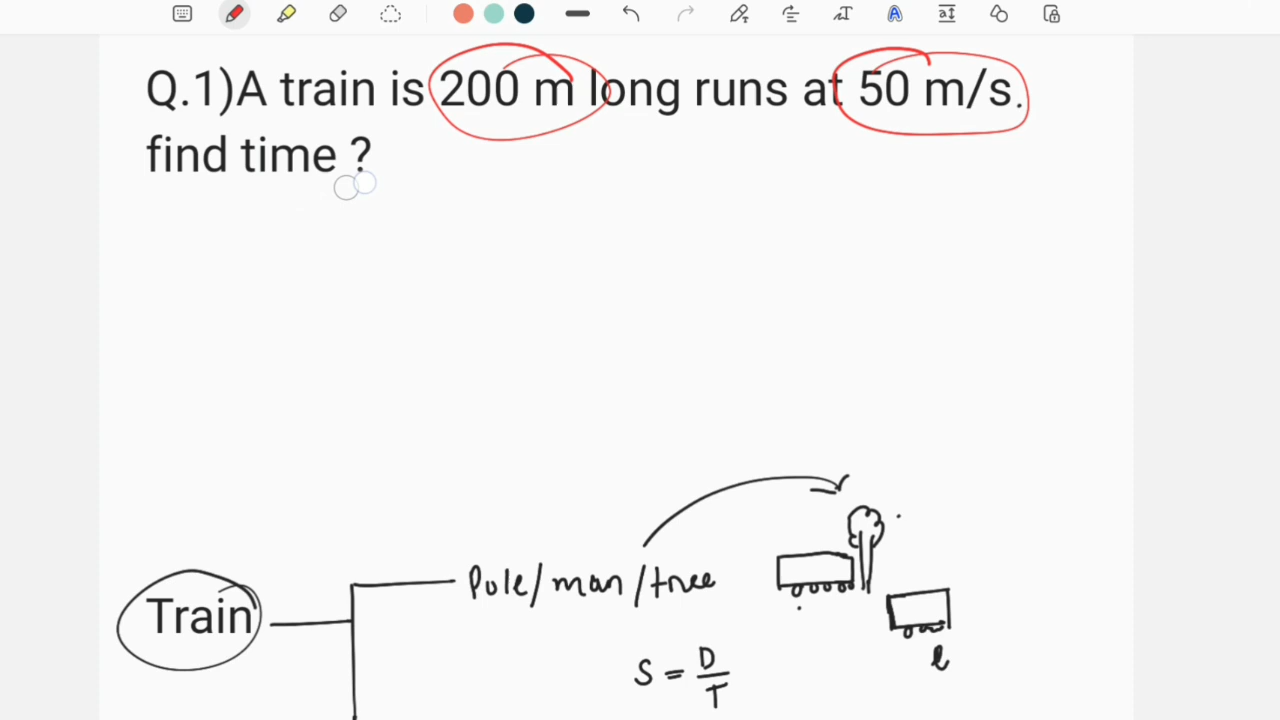 Q.1)A train is 200 m long runs at 50 m/s.
find time ?
Pole/man/tree
Train
l
S = D/T